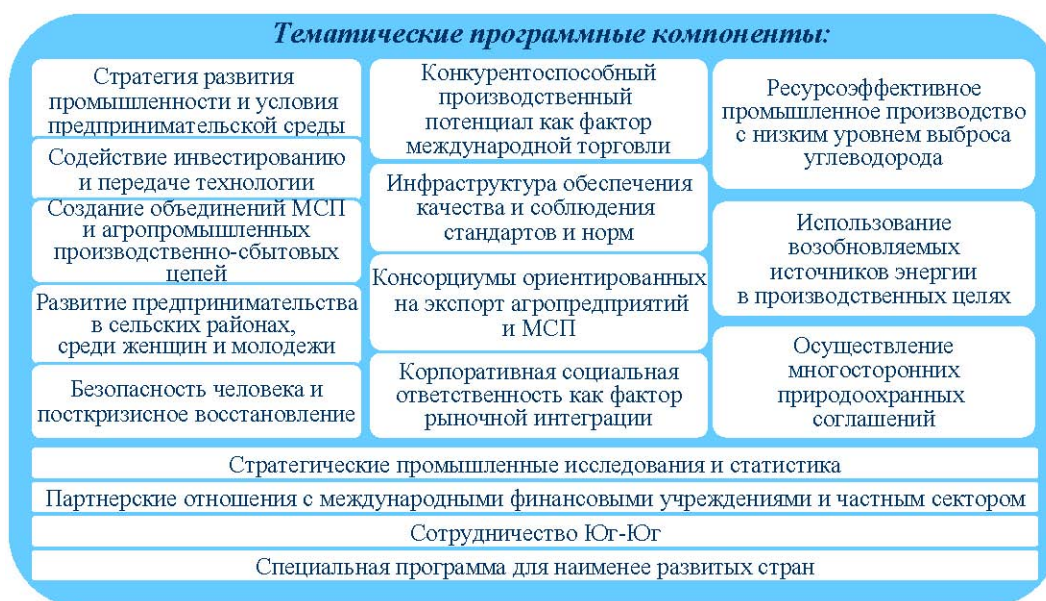 Тематические программные компоненты:
Стратегия развития
промышленности и условия
предпринимательской среды
Содействие инвестированию
и передаче технологии
Создание объединений МСП
и агропромышленных
производственно-сбытовых
цепей
Развитие предпринимательства
в сельских районах,
среди женщин и молодежи
Безопасность человека и
посткризисное восстановление
Конкурентоспособный
производственный
потенциал как фактор
международной торговли
Инфраструктура обеспечения
качества и соблюдения
стандартов и норм
Консорциумы ориентированных
на экспорт агропредприятий
и МСП
Корпоративная социальная
ответственность как фактор
рыночной интеграции
Ресурсоэффективное
промышленное производство
с низким уровнем выброса
углеводорода
Использование
возобновляемых
источников энергии
в производственных целях
Осуществление
многосторонних
природоохранных
соглашений
Стратегические промышленные исследования и статистика
Партнерские отношения с международными финансовыми учреждениями и частным сектором
Сотрудничество Юг-Юг
Специальная программа для наименее развитых стран